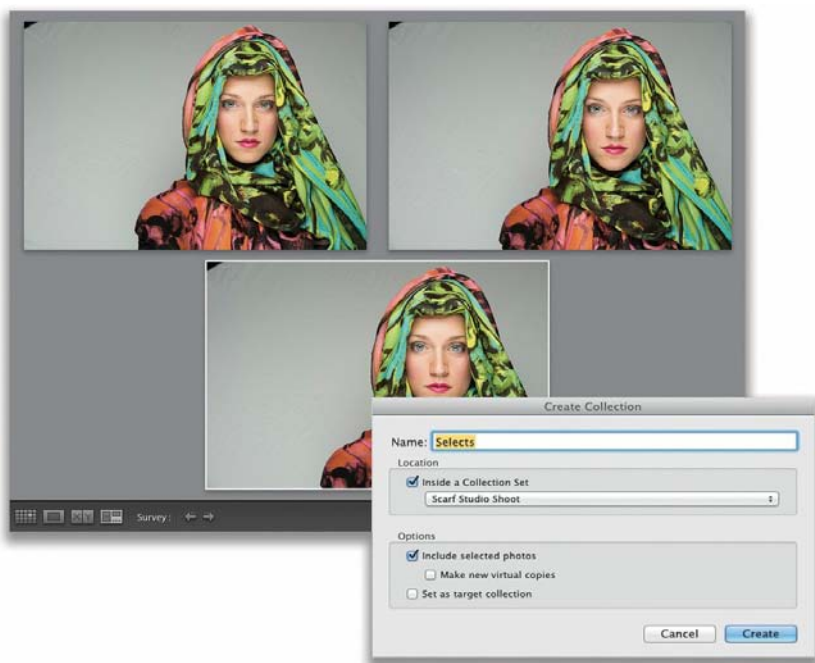 Create Collection
Name: Selects
Location
Inside a Collection Set
Scarf Studio Shoot
Options
Include selected photos
Make new virtual copies
Set as target collection
Cancel Create
XY Survey :